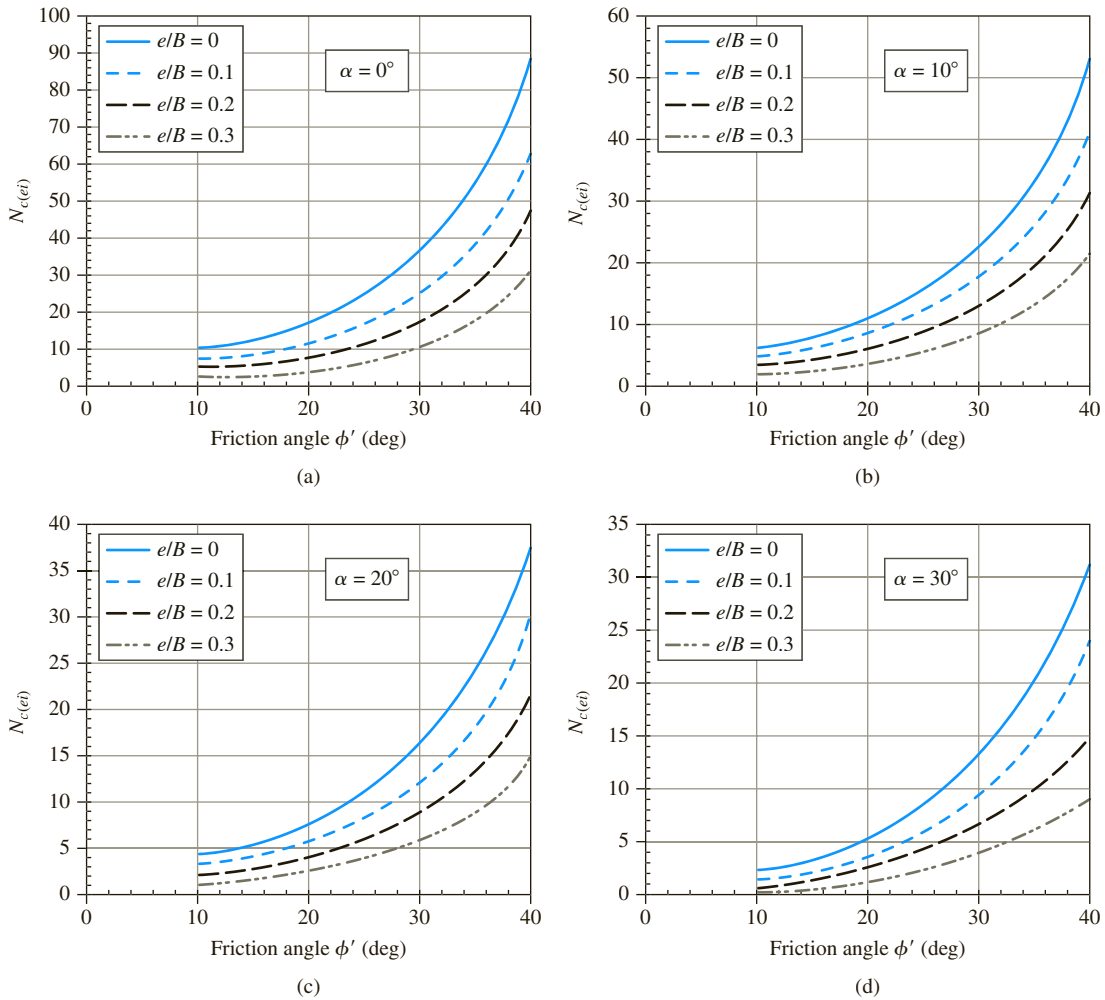 100
90
80
70
60
50
40
30
20
10
0
N_c(ei)
e/B = 0
e/B = 0.1
e/B = 0.2
e/B = 0.3
α = 0°
0
10
20
30
40
Friction angle ϕ′ (deg)
(a)
60
50
40
30
20
10
0
N_c(ei)
e/B = 0
e/B = 0.1
e/B = 0.2
e/B = 0.3
α = 10°
0
10
20
30
40
Friction angle ϕ′ (deg)
(b)
40
35
30
25
20
15
10
5
0
N_c(ei)
e/B = 0
e/B = 0.1
e/B = 0.2
e/B = 0.3
α = 20°
0
10
20
30
40
Friction angle ϕ′ (deg)
(c)
35
30
25
20
15
10
5
0
N_c(ei)
e/B = 0
e/B = 0.1
e/B = 0.2
e/B = 0.3
α = 30°
0
10
20
30
40
Friction angle ϕ′ (deg)
(d)